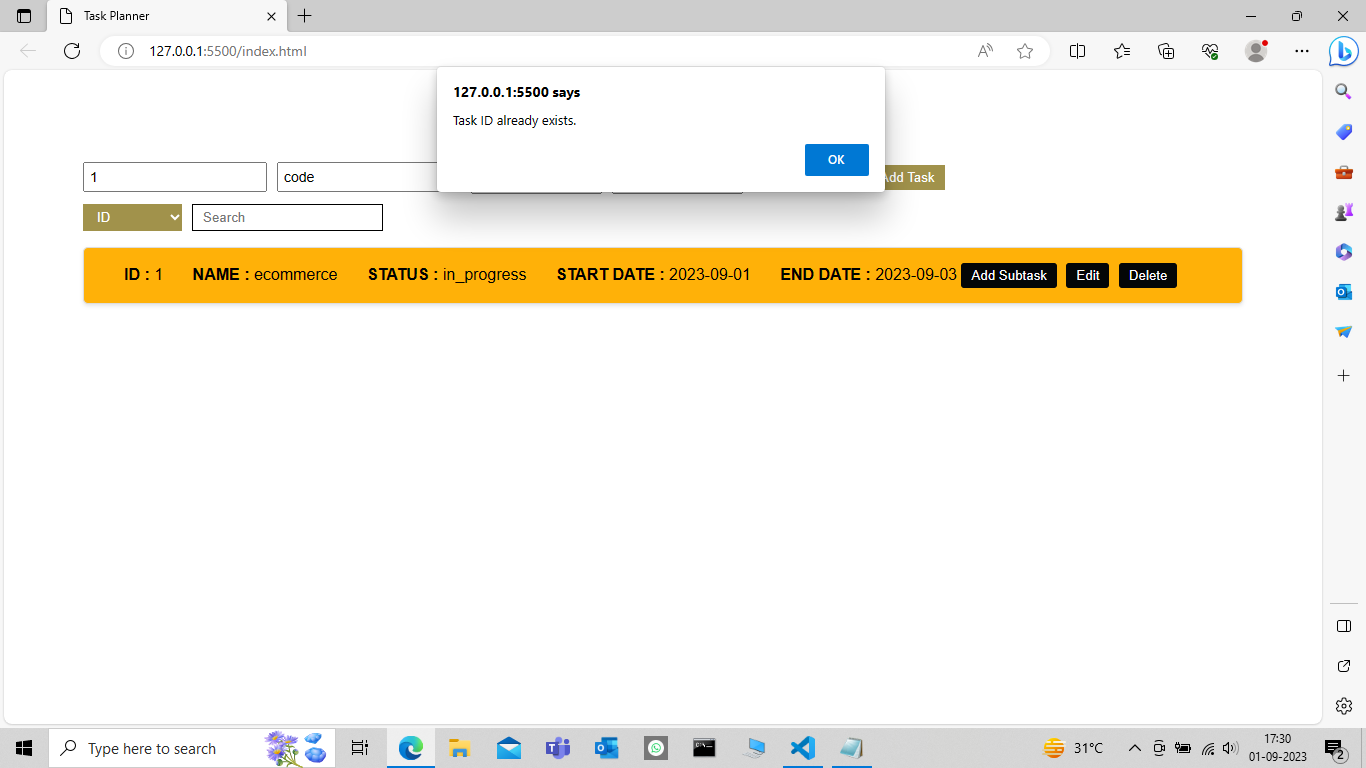 Task Planner
127.0.0.1:5500/index.html
127.0.0.1:5500 says
Task ID already exists.
OK
1
code
Add Task
ID
Search
ID : 1 NAME : ecommerce STATUS : in_progress START DATE : 2023-09-01 END DATE : 2023-09-03 Add Subtask Edit Delete
Type here to search
31°C
17:30
01-09-2023
2